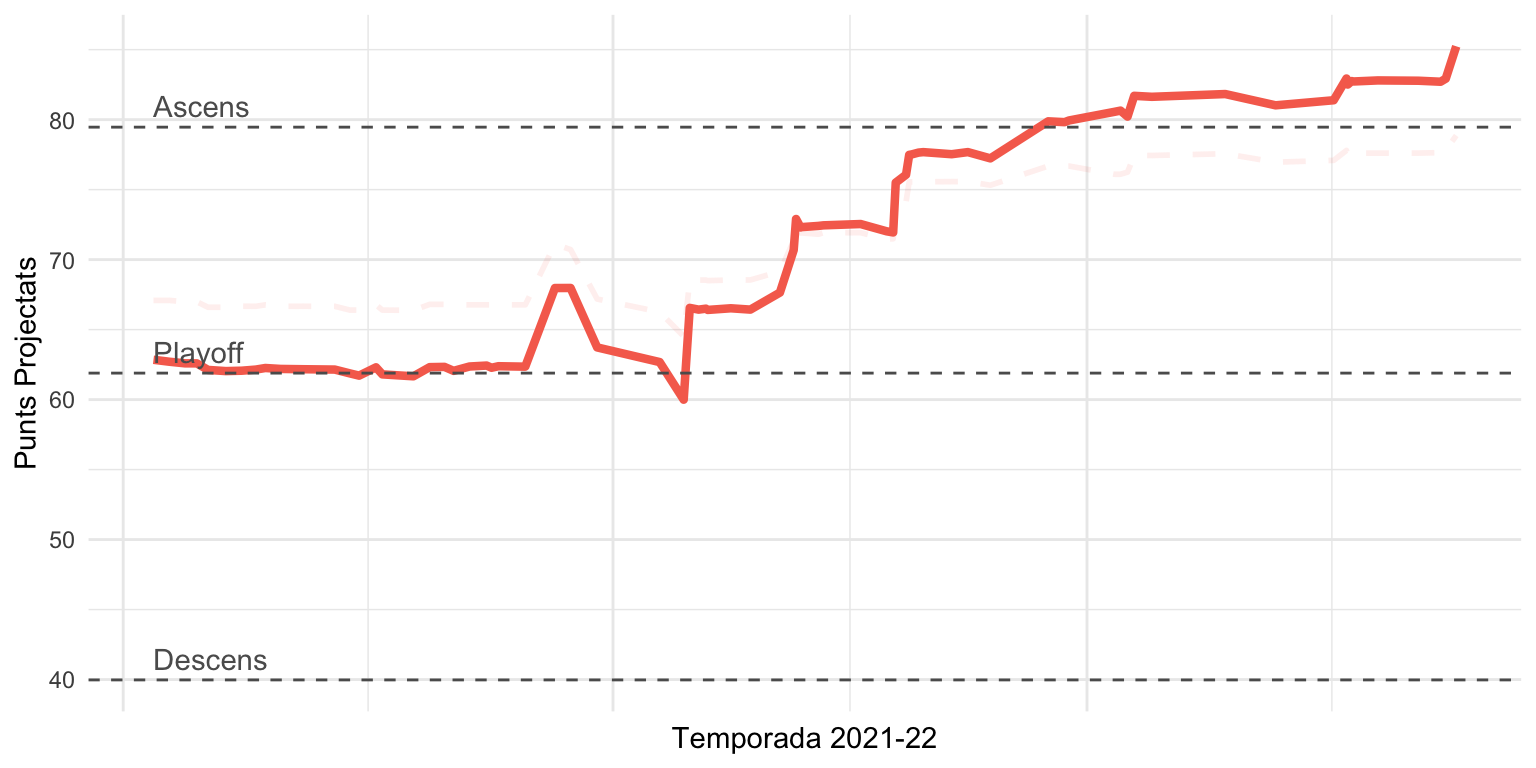 Ascens
80
70
Playoff
60
50
Descens
40
Punts Projectats
Temporada 2021-22